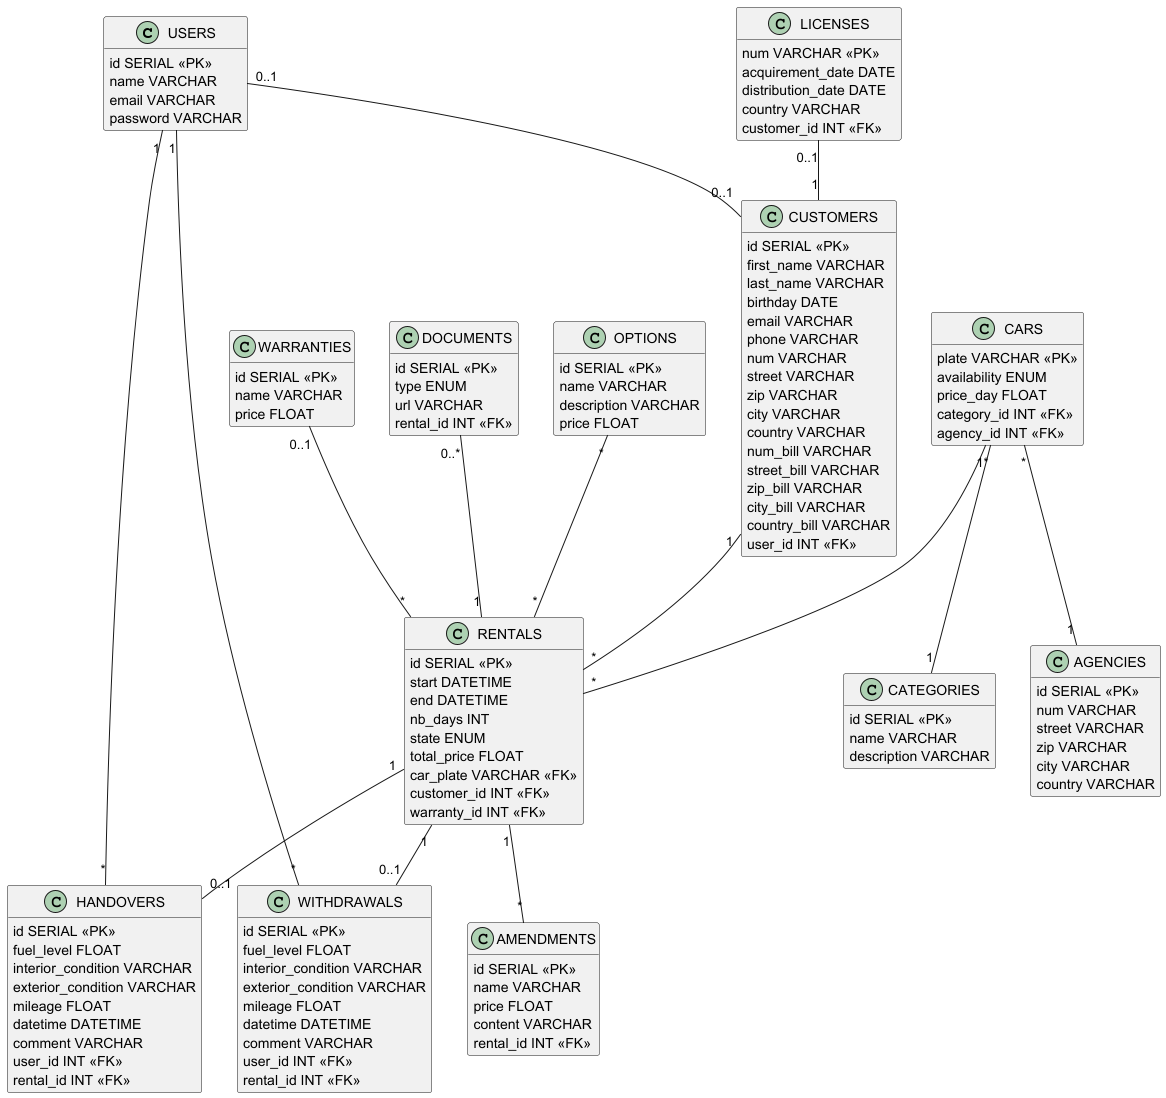 C USERS
id SERIAL «PK»
name VARCHAR
email VARCHAR
password VARCHAR
C LICENSES
num VARCHAR «PK»
acquirement_date DATE
distribution_date DATE
country VARCHAR
customer_id INT «FK»
0..1
1
1
0..1
1
0..1
C CUSTOMERS
id SERIAL «PK»
first_name VARCHAR
last_name VARCHAR
birthday DATE
email VARCHAR
phone VARCHAR
num VARCHAR
street VARCHAR
zip VARCHAR
city VARCHAR
country VARCHAR
num_bill VARCHAR
street_bill VARCHAR
zip_bill VARCHAR
city_bill VARCHAR
country_bill VARCHAR
user_id INT «FK»
C WARRANTIES
id SERIAL «PK»
name VARCHAR
price FLOAT
C DOCUMENTS
id SERIAL «PK»
type ENUM
url VARCHAR
rental_id INT «FK»
C OPTIONS
id SERIAL «PK»
name VARCHAR
description VARCHAR
price FLOAT
C CARS
plate VARCHAR «PK»
availability ENUM
price_day FLOAT
category_id INT «FK»
agency_id INT «FK»
0..1
0..*
*
1
1
*
*
*
1
*
*
*
1
1
C RENTALS
id SERIAL «PK»
start DATETIME
end DATETIME
nb_days INT
state ENUM
total_price FLOAT
car_plate VARCHAR «FK»
customer_id INT «FK»
warranty_id INT «FK»
C CATEGORIES
id SERIAL «PK»
name VARCHAR
description VARCHAR
C AGENCIES
id SERIAL «PK»
num VARCHAR
street VARCHAR
zip VARCHAR
city VARCHAR
country VARCHAR
1
1
1
*
0..1
*
0..1
*
C HANDOVERS
id SERIAL «PK»
fuel_level FLOAT
interior_condition VARCHAR
exterior_condition VARCHAR
mileage FLOAT
datetime DATETIME
comment VARCHAR
user_id INT «FK»
rental_id INT «FK»
C WITHDRAWALS
id SERIAL «PK»
fuel_level FLOAT
interior_condition VARCHAR
exterior_condition VARCHAR
mileage FLOAT
datetime DATETIME
comment VARCHAR
user_id INT «FK»
rental_id INT «FK»
C AMENDMENTS
id SERIAL «PK»
name VARCHAR
price FLOAT
content VARCHAR
rental_id INT «FK»